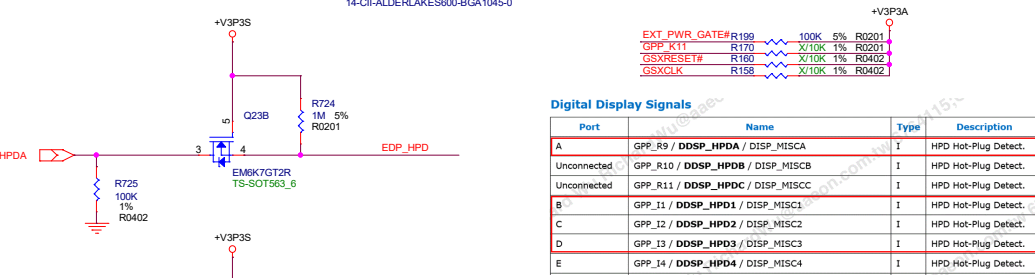 14-CII-ALDERLAKES600-BGA1045-0
+V3P3S
R724
1M 5%
R0201
5
Q23B
3
4
EDP_HPD
HPDA
EM6K7GT2R
TS-SOT563_6
R725
100K
1%
R0402
+V3P3S
+V3P3A
EXT_PWR_GATE# R199 100K 5% R0201
GPP_K11 R170 X/10K 1% R0201
GSXRESET# R160 X/10K 1% R0402
GSXCLK R158 X/10K 1% R0402
Digital Display Signals
Port Name Type Description
A GPP_R9 / DDSP_HPDA / DISP_MISCA I HPD Hot-Plug Detect.
Unconnected GPP_R10 / DDSP_HPDB / DISP_MISCB I HPD Hot-Plug Detect.
Unconnected GPP_R11 / DDSP_HPDC / DISP_MISCC I HPD Hot-Plug Detect.
B GPP_I1 / DDSP_HPD1 / DISP_MISC1 I HPD Hot-Plug Detect.
C GPP_I2 / DDSP_HPD2 / DISP_MISC2 I HPD Hot-Plug Detect.
D GPP_I3 / DDSP_HPD3 / DISP_MISC3 I HPD Hot-Plug Detect.
E GPP_I4 / DDSP_HPD4 / DISP_MISC4 I HPD Hot-Plug Detect.